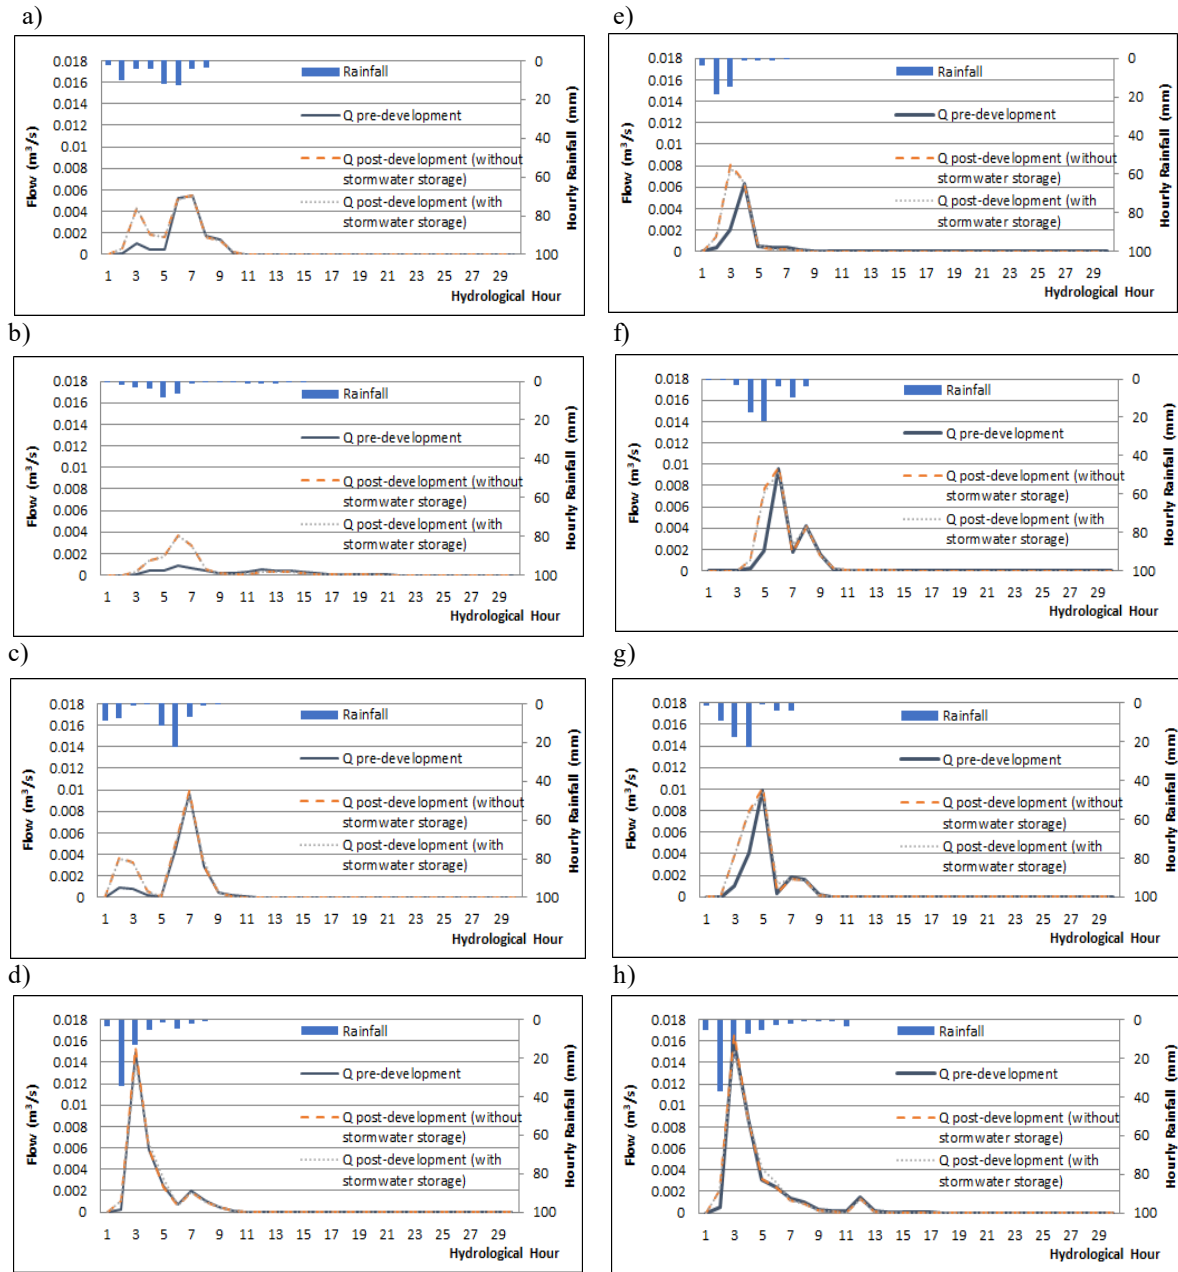 a)
0.018
0.016
0.014
0.012
0.01
0.008
0.006
0.004
0.002
0
Flow (m³/s)
Rainfall
Q pre-development
Q post-development (without
stormwater storage)
Q post-development (with
stormwater storage)
0
20
40
60
80
100
Hourly Rainfall (mm)
1 3 5 7 9 11 13 15 17 19 21 23 25 27 29
Hydrological Hour
e)
0.018
0.016
0.014
0.012
0.01
0.008
0.006
0.004
0.002
0
Flow (m³/s)
Rainfall
Q pre-development
Q post-development (without
stormwater storage)
Q post-development (with
stormwater storage)
0
20
40
60
80
100
Hourly Rainfall (mm)
1 3 5 7 9 11 13 15 17 19 21 23 25 27 29
Hydrological Hour
b)
0.018
0.016
0.014
0.012
0.01
0.008
0.006
0.004
0.002
0
Flow (m³/s)
Rainfall
Q pre-development
Q post-development (without
stormwater storage)
Q post-development (with
stormwater storage)
0
20
40
60
80
100
Hourly Rainfall (mm)
1 3 5 7 9 11 13 15 17 19 21 23 25 27 29
Hydrological Hour
f)
0.018
0.016
0.014
0.012
0.01
0.008
0.006
0.004
0.002
0
Flow (m³/s)
Rainfall
Q pre-development
Q post-development (without
stormwater storage)
Q post-development (with
stormwater storage)
0
20
40
60
80
100
Hourly Rainfall (mm)
1 3 5 7 9 11 13 15 17 19 21 23 25 27 29
Hydrological Hour
c)
0.018
0.016
0.014
0.012
0.01
0.008
0.006
0.004
0.002
0
Flow (m³/s)
Rainfall
Q pre-development
Q post-development (without
stormwater storage)
Q post-development (with
stormwater storage)
0
20
40
60
80
100
Hourly Rainfall (mm)
1 3 5 7 9 11 13 15 17 19 21 23 25 27 29
Hydrological Hour
g)
0.018
0.016
0.014
0.012
0.01
0.008
0.006
0.004
0.002
0
Flow (m³/s)
Rainfall
Q pre-development
Q post-development (without
stormwater storage)
Q post-development (with
stormwater storage)
0
20
40
60
80
100
Hourly Rainfall (mm)
1 3 5 7 9 11 13 15 17 19 21 23 25 27 29
Hydrological Hour
d)
0.018
0.016
0.014
0.012
0.01
0.008
0.006
0.004
0.002
0
Flow (m³/s)
Rainfall
Q pre-development
Q post-development (without
stormwater storage)
Q post-development (with
stormwater storage)
0
20
40
60
80
100
Hourly Rainfall (mm)
1 3 5 7 9 11 13 15 17 19 21 23 25 27 29
Hydrological Hour
h)
0.018
0.016
0.014
0.012
0.01
0.008
0.006
0.004
0.002
0
Flow (m³/s)
Rainfall
Q pre-development
Q post-development (without
stormwater storage)
Q post-development (with
stormwater storage)
0
20
40
60
80
100
Hourly Rainfall (mm)
1 3 5 7 9 11 13 15 17 19 21 23 25 27 29
Hydrological Hour